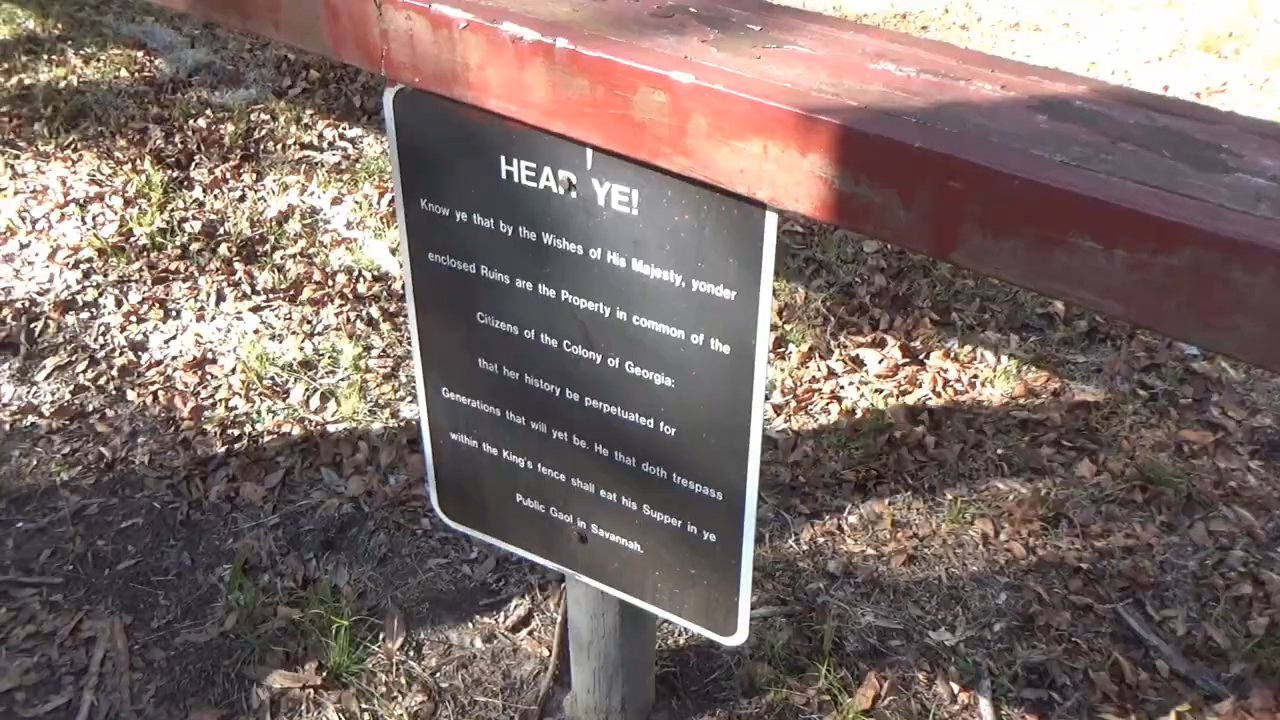 HEAR YE!
Know ye that by the Wishes of His Majesty, yonder
enclosed Ruins are the Property in common of the
Citizens of the Colony of Georgia:
that her history be perpetuated for
Generations that will yet be. He that doth trespass
within the King's fence shall eat his Supper in ye
Public Gaol in Savannah.